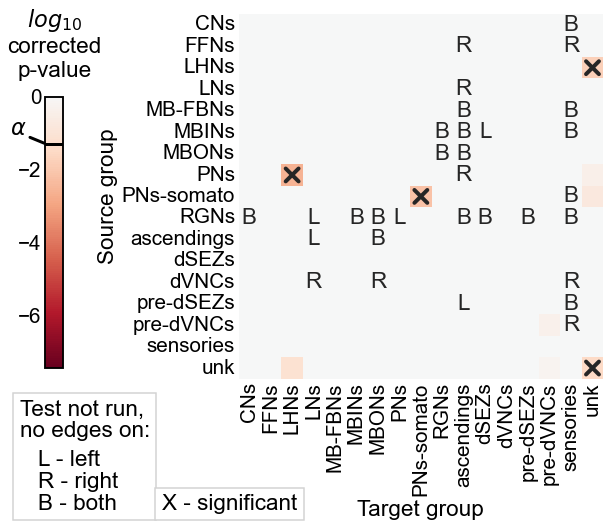 log10
corrected
p-value
0
α
−2
−4
−6
Source group
CNs B
FFNs R R
LHNs X
LNs R
MB-FBNs B B
MBINs R B L B
MBONs B B
PNs X R
PNs-somato X B
RGNs B L B B L B B B B
ascendings L B
dSEZs
dVNCs R R R
pre-dSEZs L B
pre-dVNCs R
sensories
unk X
CNs
FFNs
LHNs
LNs
MB-FBNs
MBINs
MBONs
PNs
PNs-somato
RGNs
ascendings
dSEZs
dVNCs
pre-dSEZs
pre-dVNCs
sensories
unk
Target group
Test not run,
no edges on:
L - left
R - right
B - both
X - significant